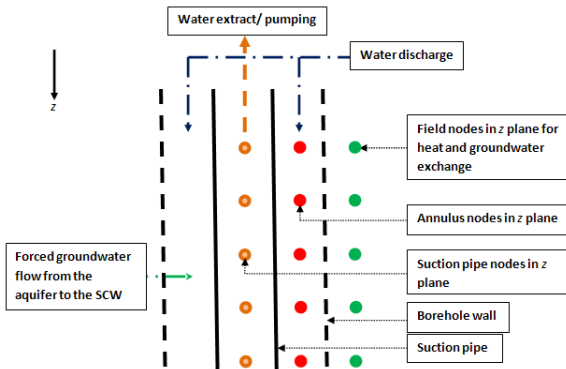 Water extract/ pumping
Water discharge
z
Field nodes in z plane for
heat and groundwater
exchange
Annulus nodes in z plane
Forced groundwater
flow from the
aquifer to the SCW
Suction pipe nodes in z
plane
Borehole wall
Suction pipe